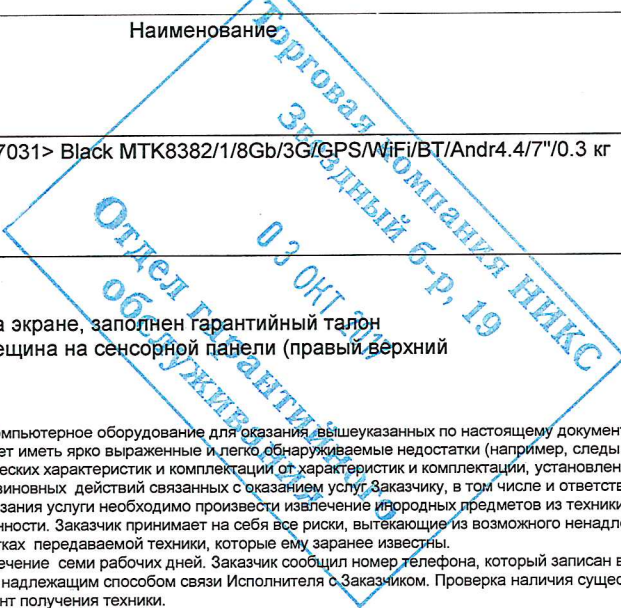 Наименование
7031> Black MTK8382/1/8Gb/3G/GPS/WiFi/BT/Andr4.4/7"/0.3 кг
Торговая компания НИКС
Звездный б-р, 19
03 ОКТ
Отдел гарантийного
обслуживания
а экране, заполнен гарантийный талон
ещина на сенсорной панели (правый верхний
омпьютерное оборудование для оказания вышеуказанных по настоящему документ
ет иметь ярко выраженные и легко обнаруживаемые недостатки (например, следы
еских характеристик и комплектации от характеристик и комплектации, установлен
виновных действий связанных с оказанием услуг Заказчику, в том числе и ответств
зания услуги необходимо произвести извлечение инородных предметов из техники
нности. Заказчик принимает на себя все риски, вытекающие из возможного ненадл
тках передаваемой техники, которые ему заранее известны.
ечение семи рабочих дней. Заказчик сообщил номер телефона, который записан в
надлежащим способом связи Исполнителя с Заказчиком. Проверка наличия сущес
нт получения техники.